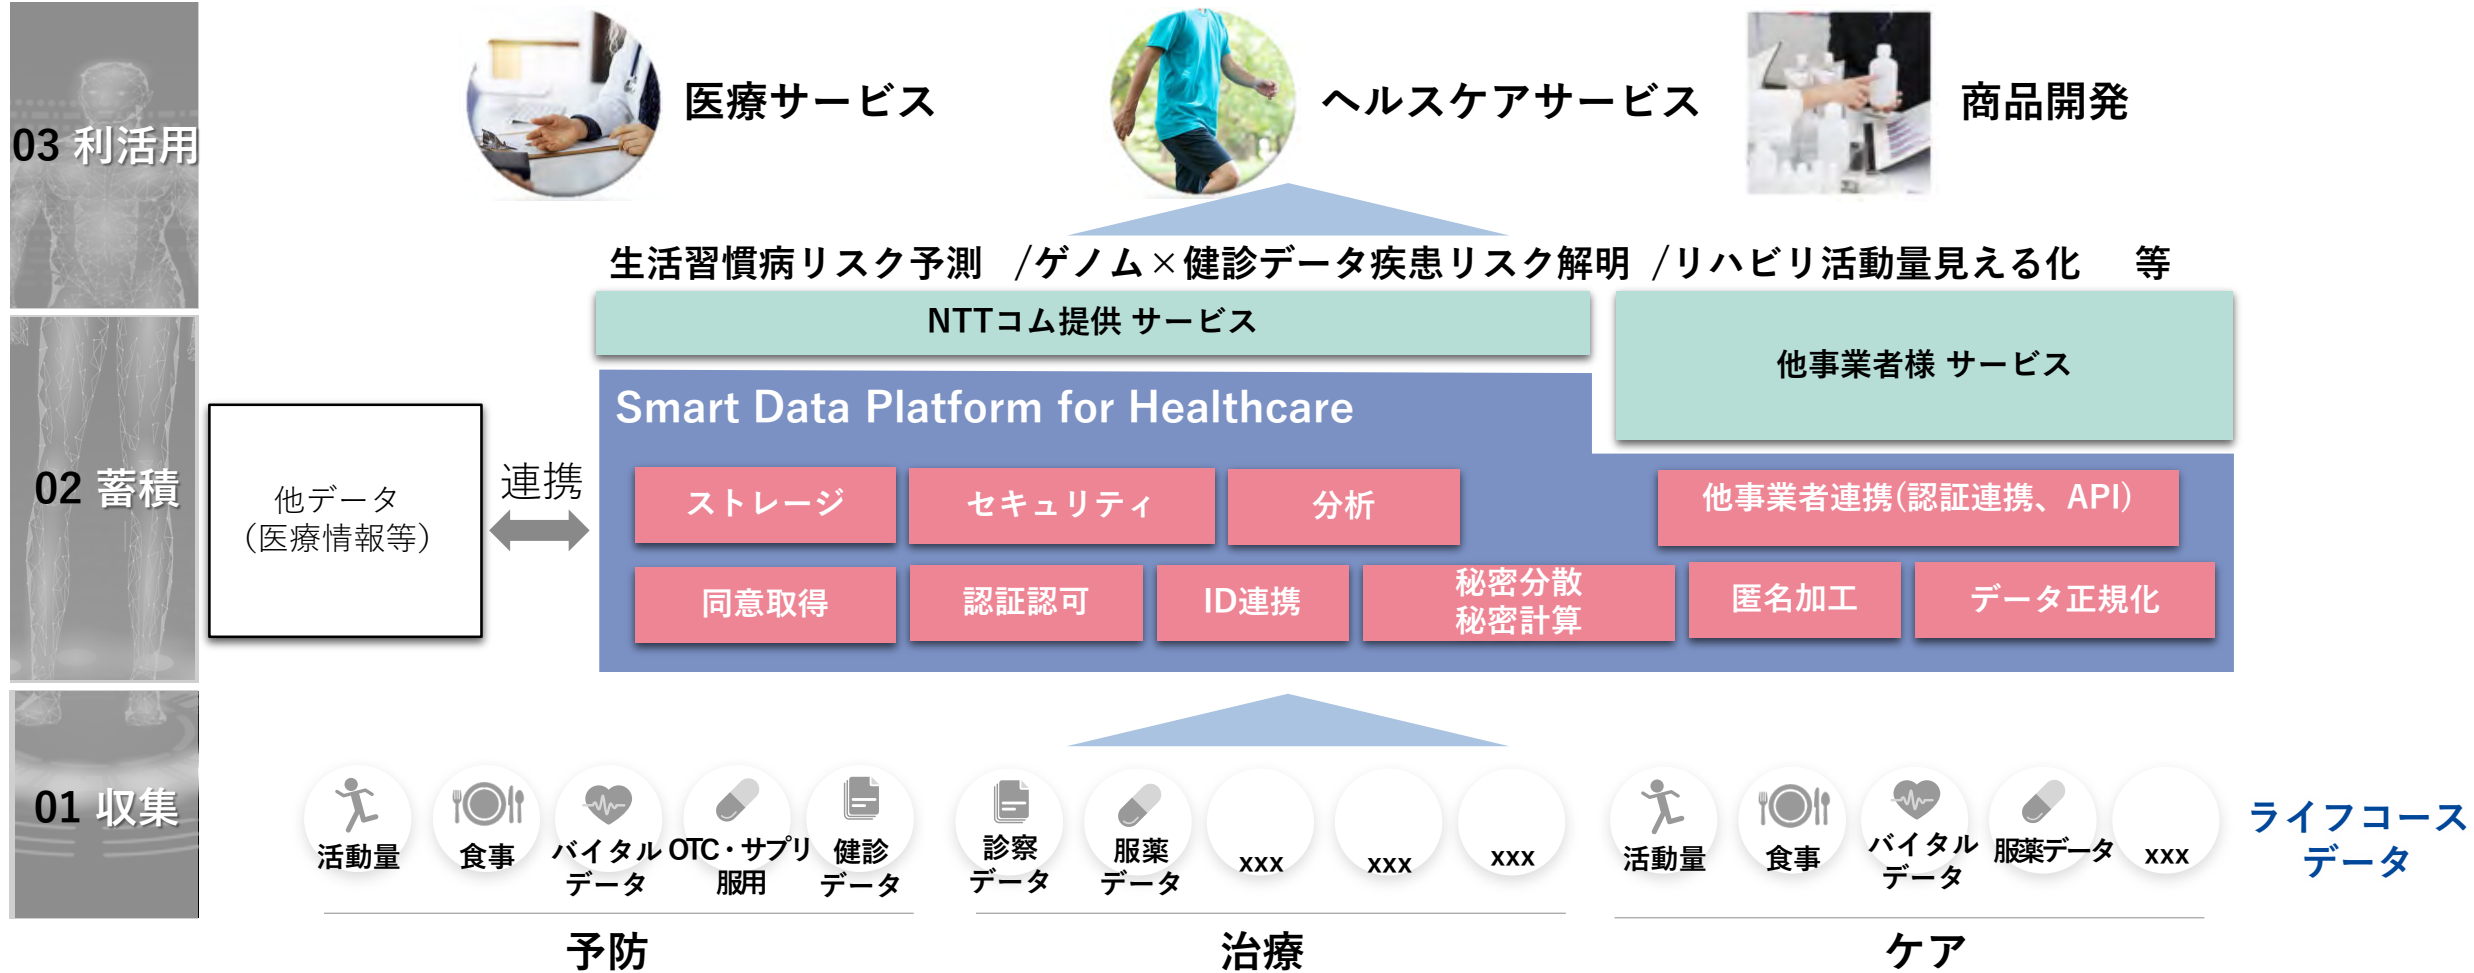 03 利活用
医療サービス
ヘルスケアサービス
商品開発
生活習慣病リスク予測 /ゲノム×健診データ疾患リスク解明 /リハビリ活動量見える化 等
NTTコム提供 サービス
他事業者様 サービス
Smart Data Platform for Healthcare
02 蓄積
他データ
（医療情報等）
連携
ストレージ
セキュリティ
分析
他事業者連携(認証連携、API)
同意取得
認証認可
ID連携
秘密分散
秘密計算
匿名加工
データ正規化
01 収集
活動量
食事
バイタル
データ
OTC・サプリ
服用
健診
データ
診察
データ
服薬
データ
xxx
xxx
xxx
活動量
食事
バイタル
データ
服薬データ
xxx
ライフコース
データ
予防
治療
ケア